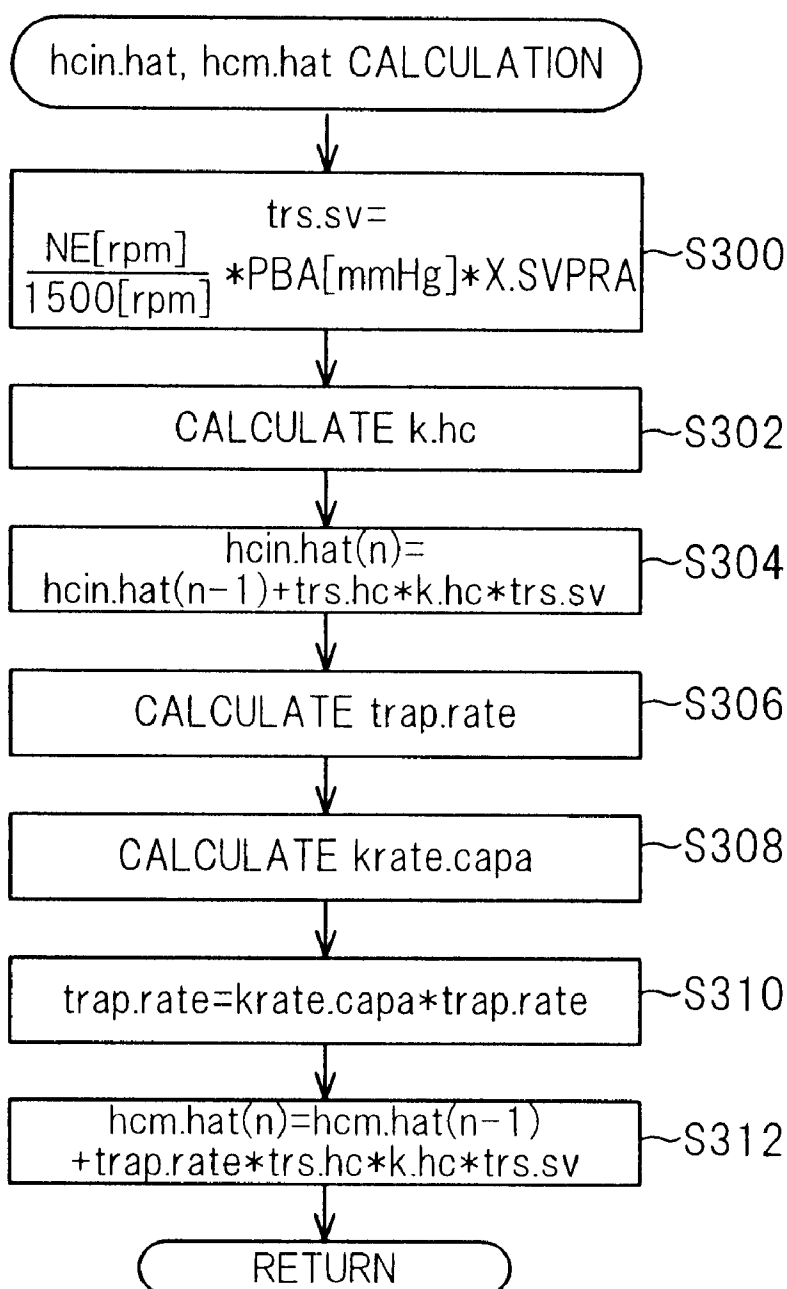 hcin.hat, hcm.hat CALCULATION
trs.sv=
NE[rpm]
1500[rpm]
*PBA[mmHg]*X.SVPRA
~S300
CALCULATE k.hc
~S302
hcin.hat(n)=
hcin.hat(n-1)+trs.hc*k.hc*trs.sv
~S304
CALCULATE trap.rate
~S306
CALCULATE krate.capa
~S308
trap.rate=krate.capa*trap.rate
~S310
hcm.hat(n)=hcm.hat(n-1)
+trap.rate*trs.hc*k.hc*trs.sv
~S312
RETURN